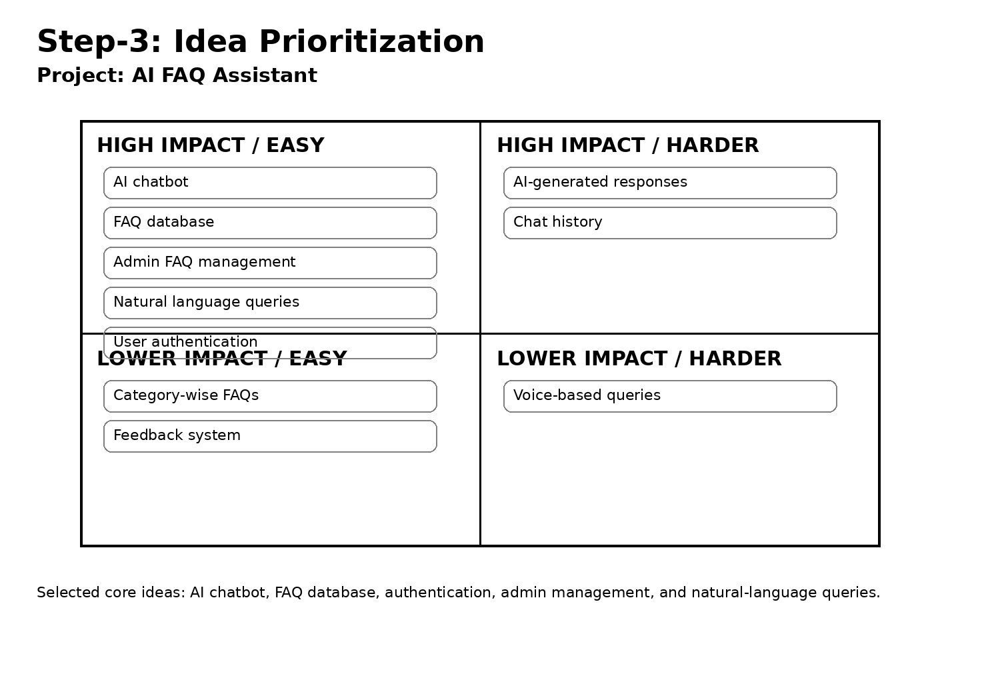 Step-3: Idea Prioritization
Project: AI FAQ Assistant
HIGH IMPACT / EASY
AI chatbot
FAQ database
Admin FAQ management
Natural language queries
User authentication
HIGH IMPACT / HARDER
AI-generated responses
Chat history
LOWER IMPACT / EASY
Category-wise FAQs
Feedback system
LOWER IMPACT / HARDER
Voice-based queries
Selected core ideas: AI chatbot, FAQ database, authentication, admin management, and natural-language queries.